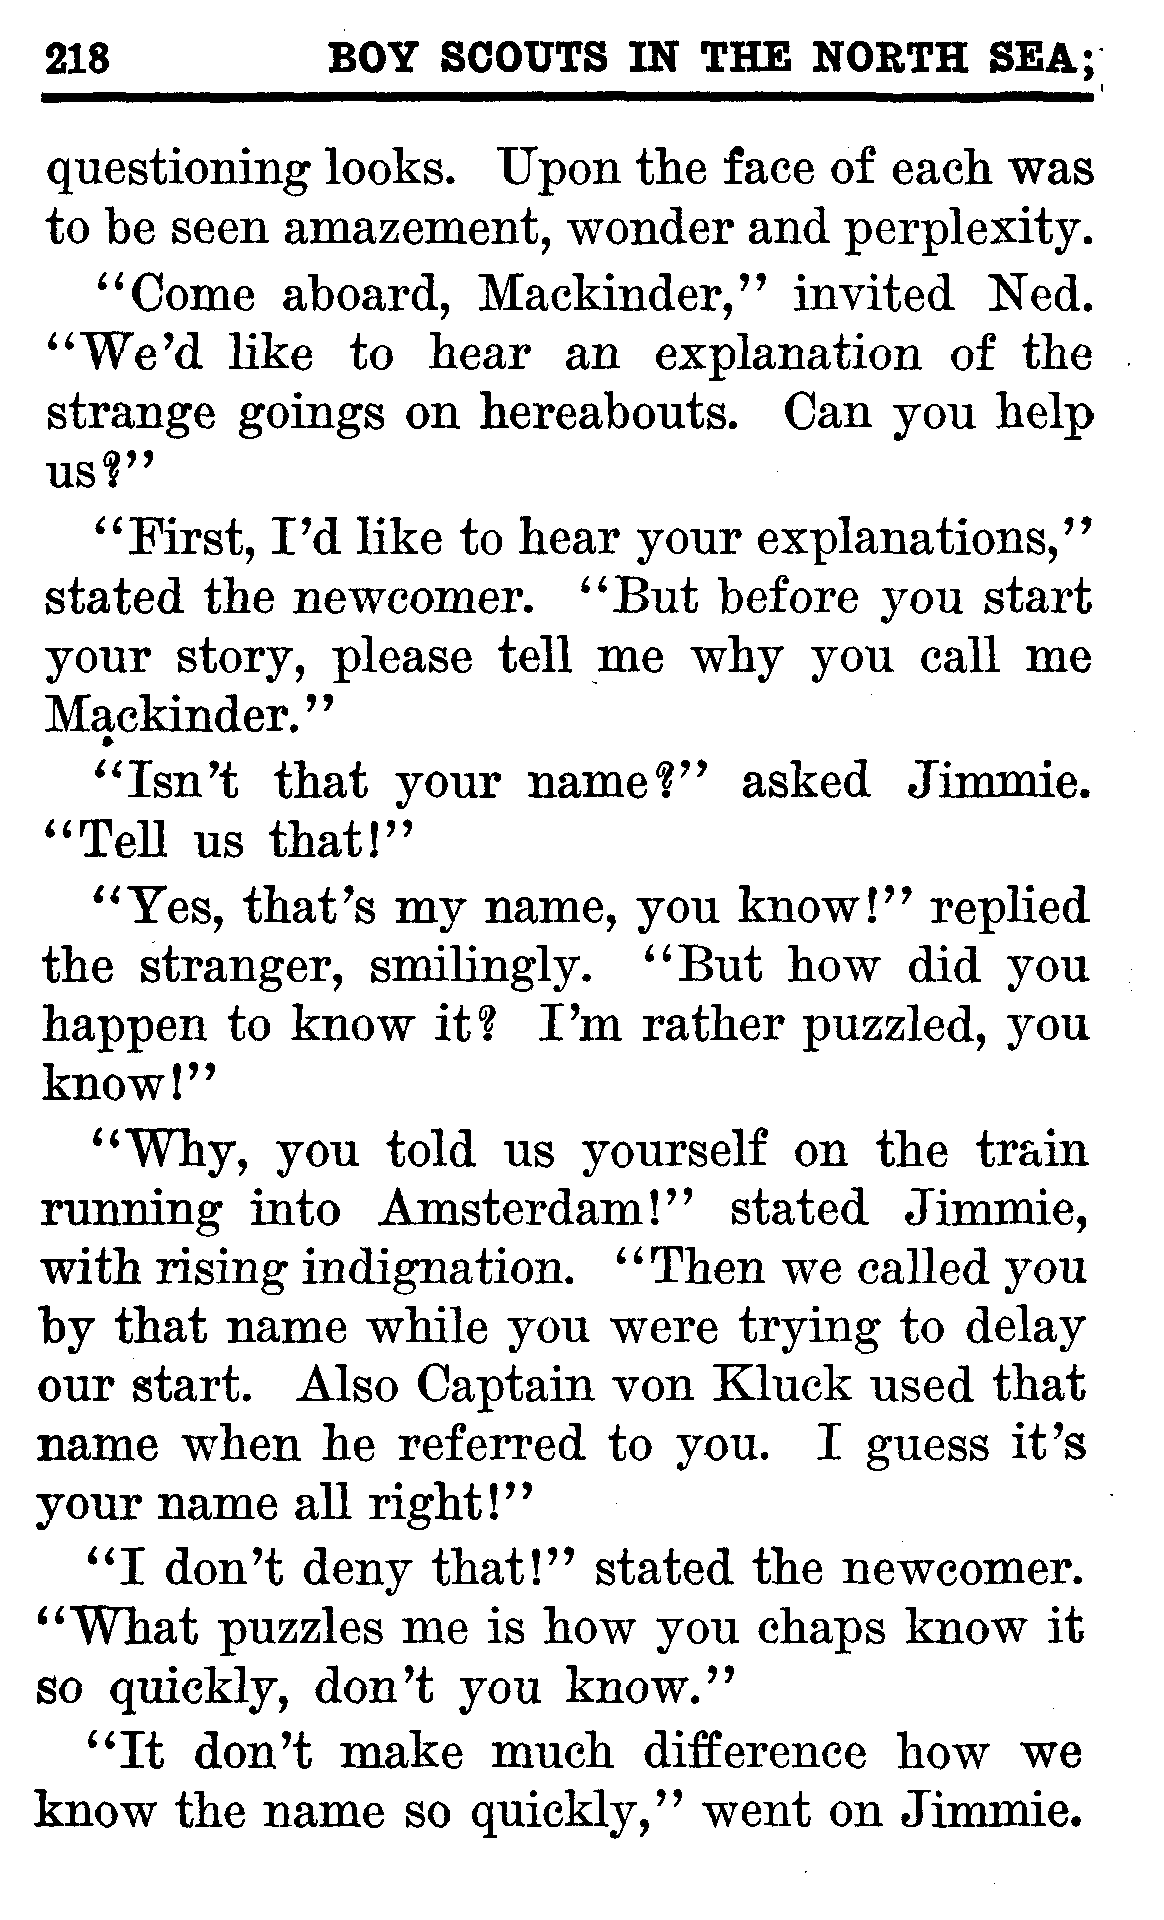 218 BOY SCOUTS IN THE NORTH SEA;
questioning looks. Upon the face of each was
to be seen amazement, wonder and perplexity.
"Come aboard, Mackinder," invited Ned.
"We'd like to hear an explanation of the
strange goings on hereabouts. Can you help
us?"
"First, I'd like to hear your explanations,"
stated the newcomer. "But before you start
your story, please tell me why you call me
Mackinder."
"Isn't that your name?" asked Jimmie.
"Tell us that!"
"Yes, that's my name, you know!" replied
the stranger, smilingly. "But how did you
happen to know it? I'm rather puzzled, you
know!"
"Why, you told us yourself on the train
running into Amsterdam!" stated Jimmie,
with rising indignation. "Then we called you
by that name while you were trying to delay
our start. Also Captain von Kluck used that
name when he referred to you. I guess it's
your name all right!"
"I don't deny that!" stated the newcomer.
"What puzzles me is how you chaps know it
so quickly, don't you know."
"It don't make much difference how we
know the name so quickly," went on Jimmie.